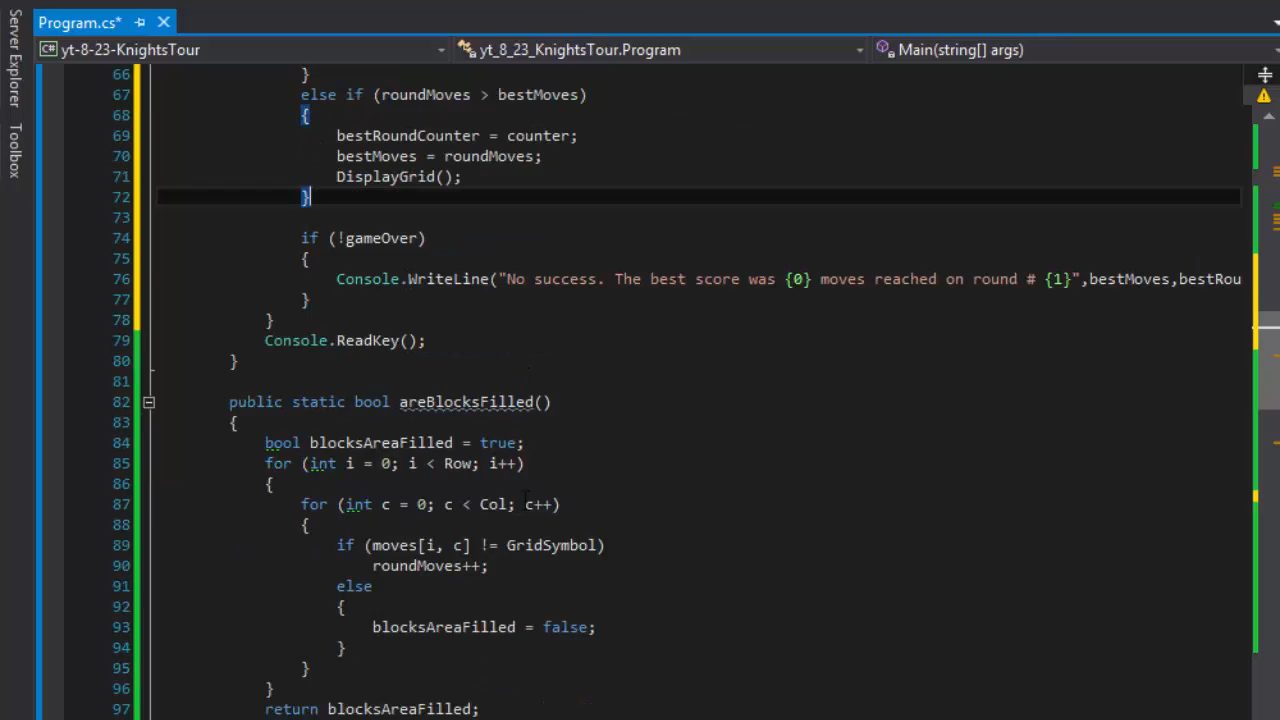 Server Explorer
Toolbox
Program.cs*
C# yt-8-23-KnightsTour
yt_8_23_KnightsTour.Program
Main(string[] args)
66 }
67 else if (roundMoves > bestMoves)
68 {
69 bestRoundCounter = counter;
70 bestMoves = roundMoves;
71 DisplayGrid();
72 }
73
74 if (!gameOver)
75 {
76 Console.WriteLine("No success. The best score was {0} moves reached on round # {1}",bestMoves,bestRou
77 }
78 }
79 Console.ReadKey();
80 }
81
82 public static bool areBlocksFilled()
83 {
84 bool blocksAreaFilled = true;
85 for (int i = 0; i < Row; i++)
86 {
87 for (int c = 0; c < Col; c++)
88 {
89 if (moves[i, c] != GridSymbol)
90 roundMoves++;
91 else
92 {
93 blocksAreaFilled = false;
94 }
95 }
96 }
97 return blocksAreaFilled;